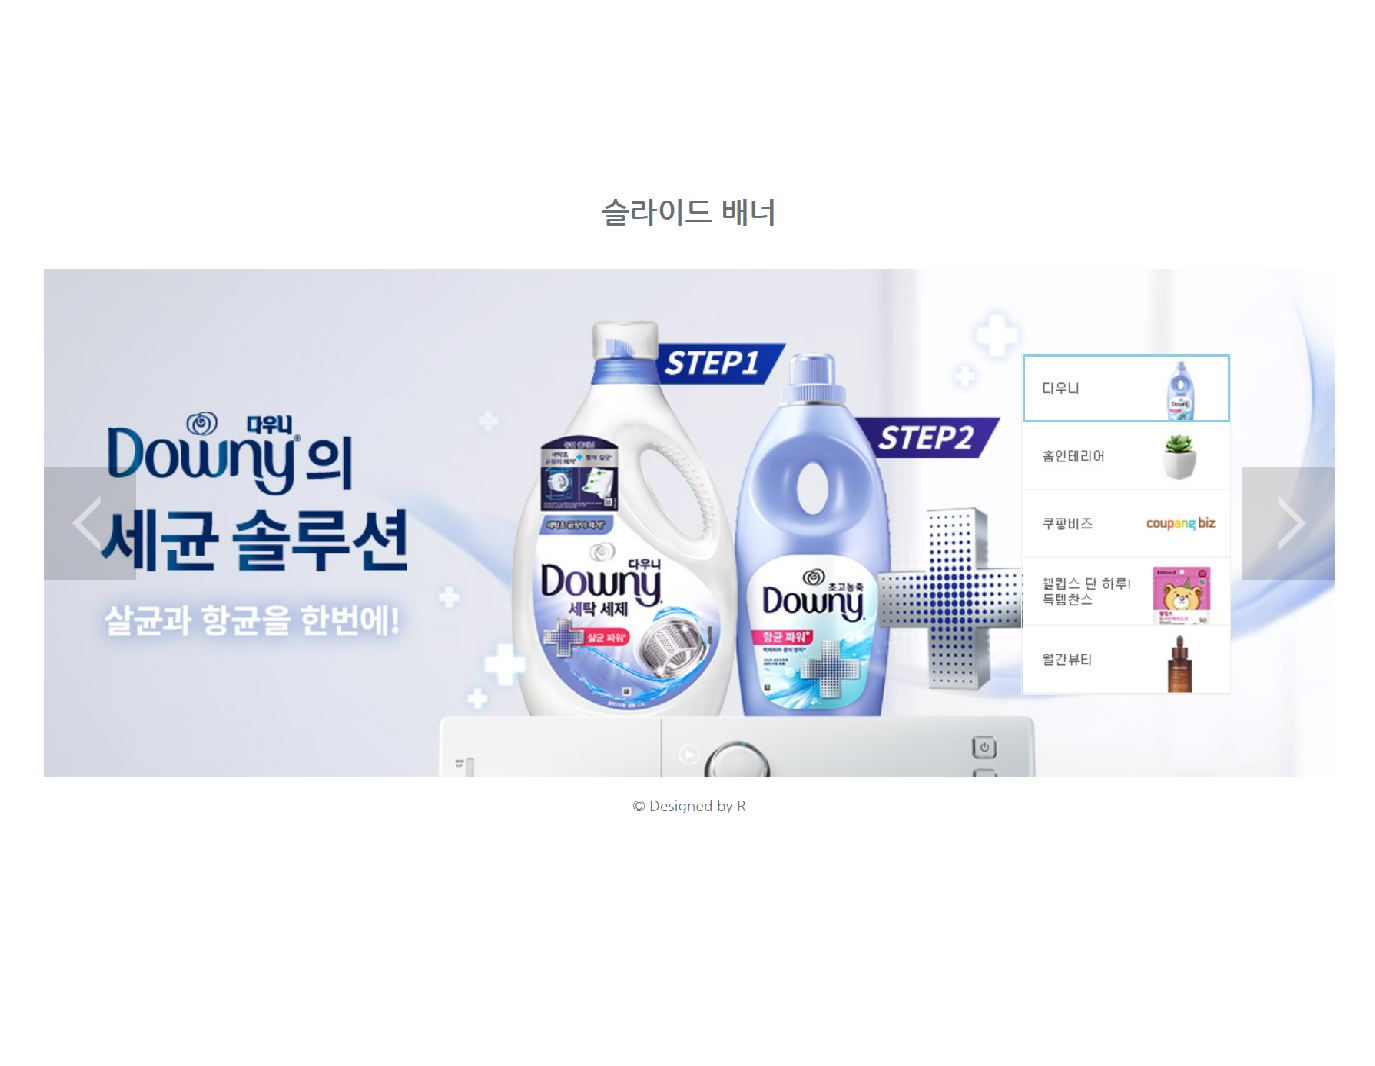 슬라이드 배너
다우니
Downy의
세균 솔루션
살균과 항균을 한번에!
STEP1
STEP2
다우니
Downy
세탁 세제
살균 파워*
초고농축
Downy
항균 파워*
다우니
홈인테리어
쿠팡비즈
coupang biz
웰킵스 단 하루!
득템찬스
월간뷰티
© Designed by R